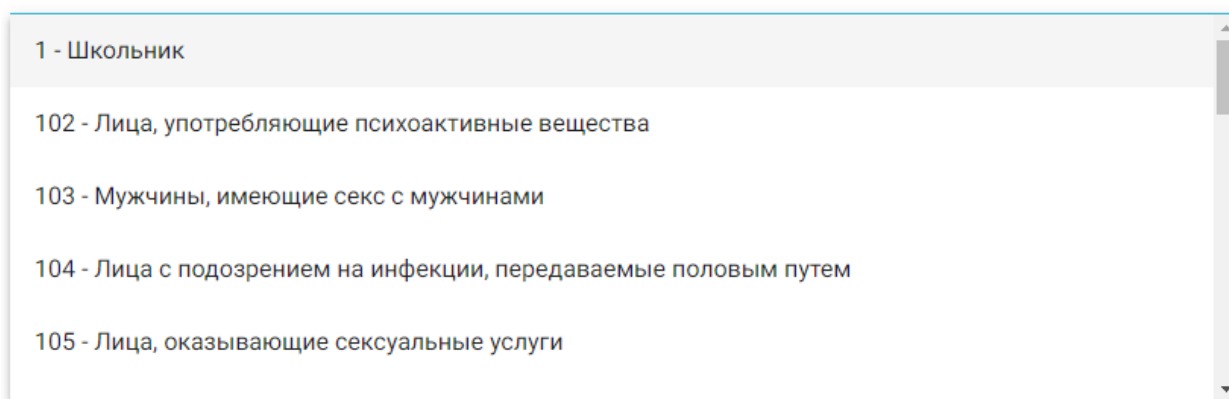 1 - Школьник
102 - Лица, употребляющие психоактивные вещества
103 - Мужчины, имеющие секс с мужчинами
104 - Лица с подозрением на инфекции, передаваемые половым путем
105 - Лица, оказывающие сексуальные услуги